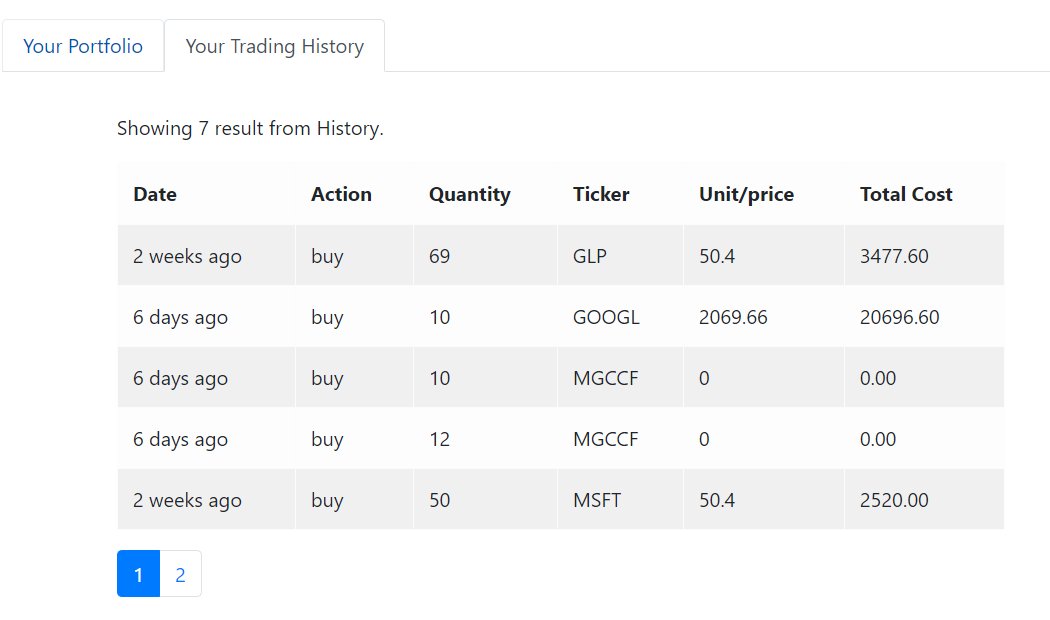 Your Portfolio Your Trading History
Showing 7 result from History.
Date Action Quantity Ticker Unit/price Total Cost
2 weeks ago buy 69 GLP 50.4 3477.60
6 days ago buy 10 GOOGL 2069.66 20696.60
6 days ago buy 10 MGCCF 0 0.00
6 days ago buy 12 MGCCF 0 0.00
2 weeks ago buy 50 MSFT 50.4 2520.00
1 2